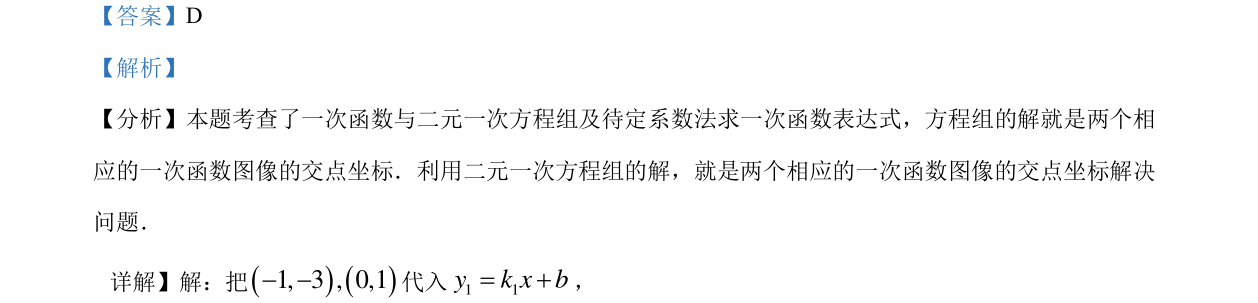 【答案】D
【解析】
【分析】本题考查了一次函数与二元一次方程组及待定系数法求一次函数表达式，方程组的解就是两个相
应的一次函数图像的交点坐标．利用二元一次方程组的解，就是两个相应的一次函数图像的交点坐标解决
问题．
详解】解：把(−1,−3),(0,1)代入 y₁ = k₁x+b，